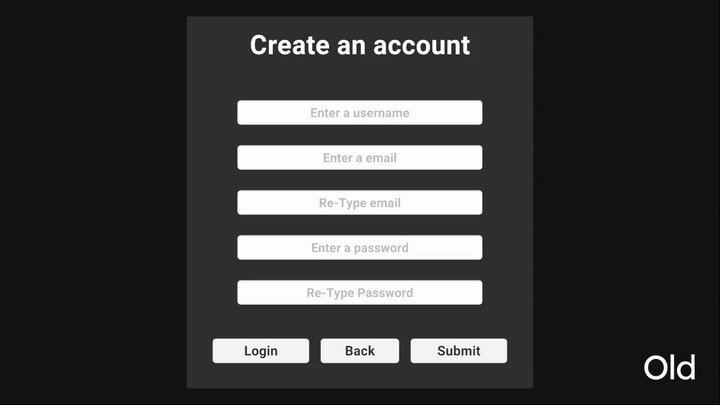 Create an account
Enter a username
Enter a email
Re-Type email
Enter a password
Re-Type Password
Login Back Submit
Old